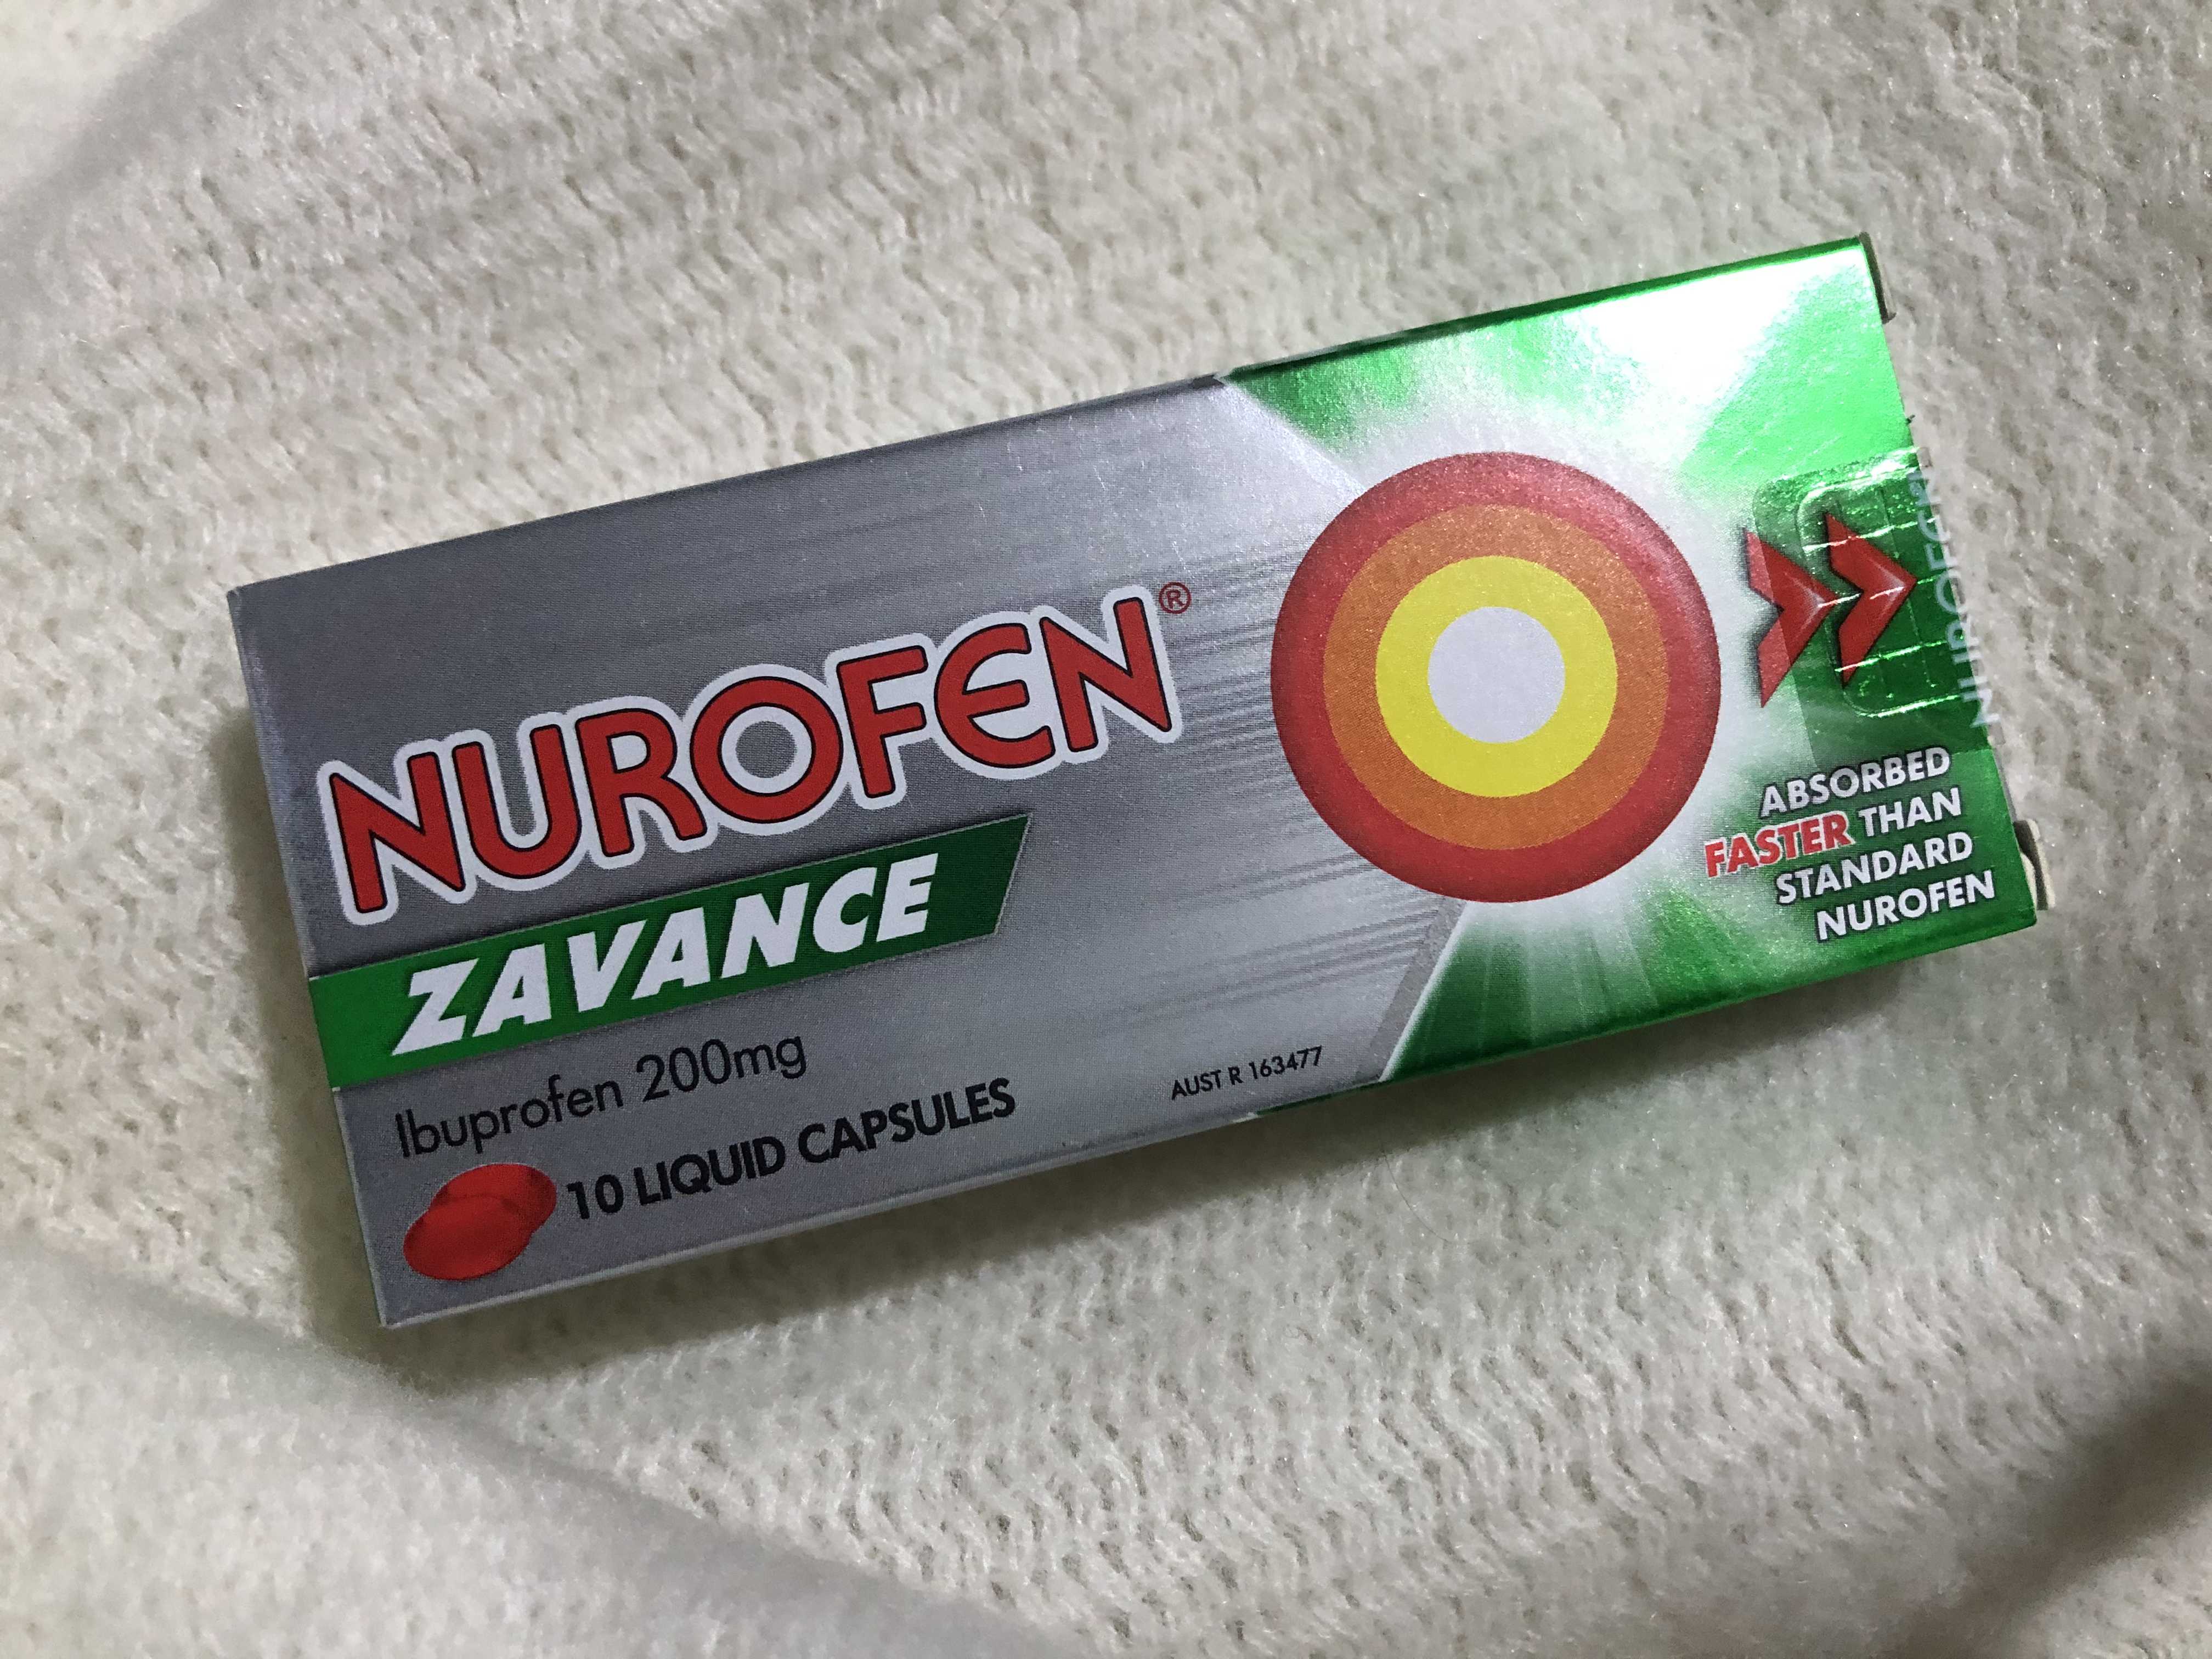 NUROFEN®
ZAVANCE
Ibuprofen 200mg
10 LIQUID CAPSULES
AUST R 163477
ABSORBED
FASTER THAN
STANDARD
NUROFEN
NUROFEN